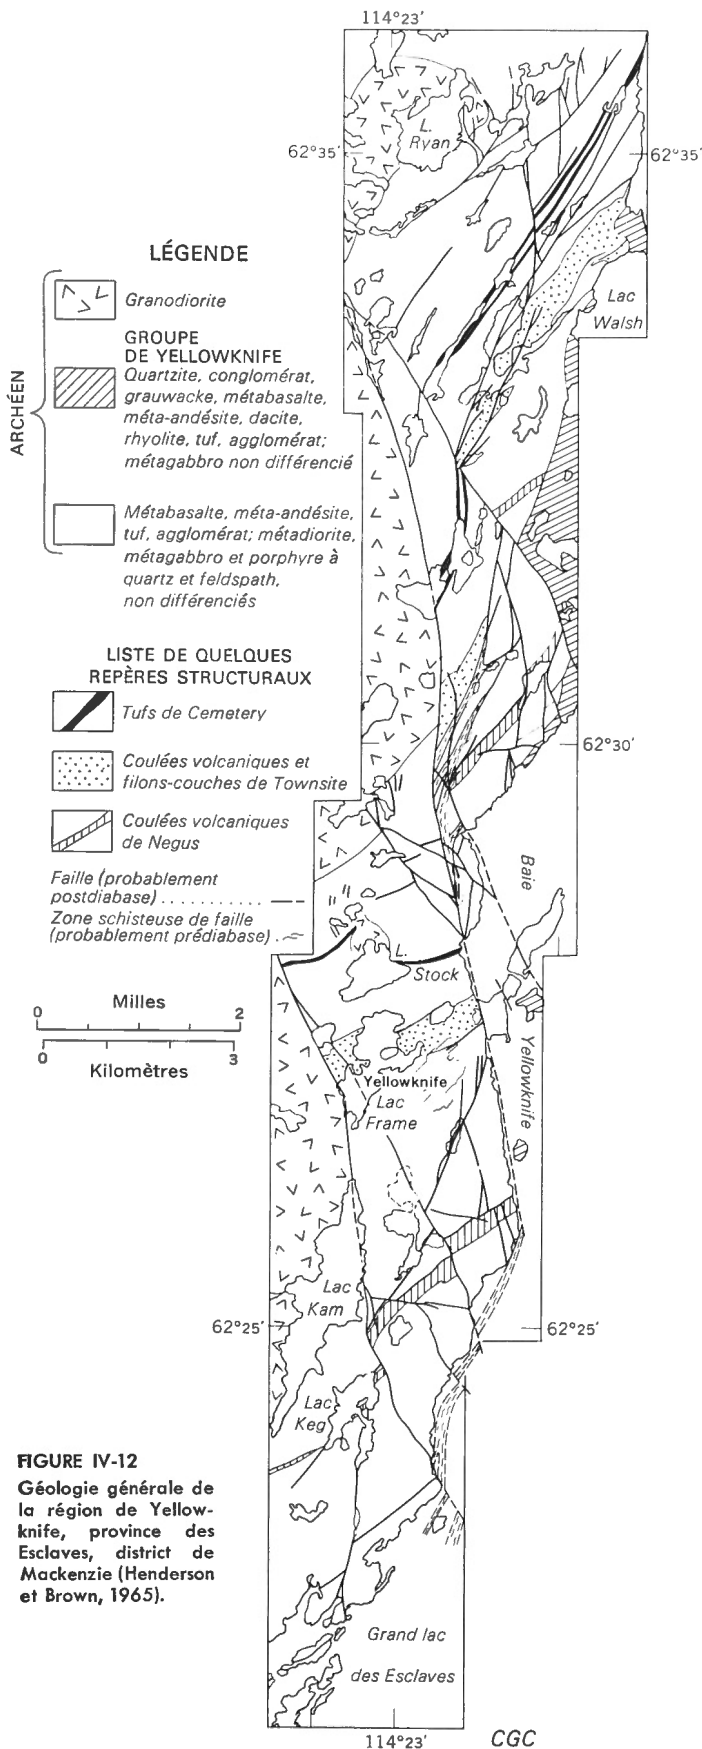 114°23'
L.
Ryan
62°35'
62°35'
LÉGENDE
Lac
Walsh
ARCHÉEN
Granodiorite
GROUPE
DE YELLOWKNIFE
Quartzite, conglomérat,
grauwacke, métabasalte,
méta-andésite, dacite,
rhyolite, tuf, agglomérat;
métagabbro non différencié
Métabasalte, méta-andésite,
tuf, agglomérat; métadiorite,
métagabbro et porphyre à
quartz et feldspath,
non différenciés
LISTE DE QUELQUES
REPÈRES STRUCTURAUX
Tufs de Cemetery
62°30'
Coulées volcaniques et
filons-couches de Townsite
Coulées volcaniques
de Negus
Faille (probablement
postdiabase) . . . . . . . . . . . .
Zone schisteuse de faille
(probablement prédiabase) .
Baie
Yellowknife
L.
Stock
Milles
0 2
0 3
Kilomètres
Yellowknife
Lac
Frame
Lac
Kam
62°25'
62°25'
Lac
Keg
FIGURE IV-12
Géologie générale de
la région de Yellow-
knife, province des
Esclaves, district de
Mackenzie (Henderson
et Brown, 1965).
Grand lac
des Esclaves
114°23'
CGC